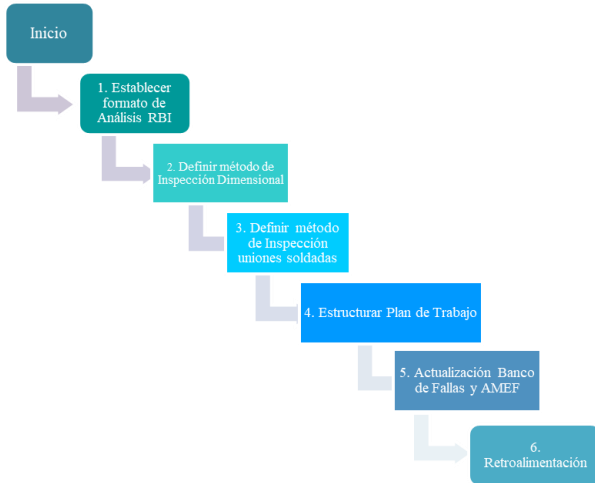 Inicio
1. Establecer
formato de
Análisis RBI
2. Definir método de
Inspección Dimensional
3. Definir método
de Inspección
uniones soldadas
4. Estructurar Plan de Trabajo
5. Actualización Banco
de Fallas y AMEF
6.
Retroalimentación